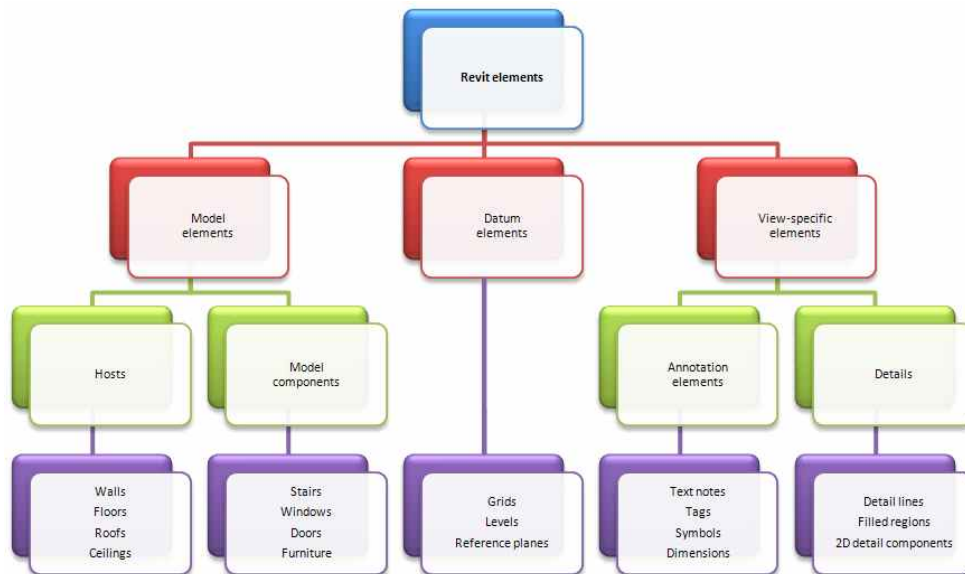 Revit elements
Model
elements
Datum
elements
View-specific
elements
Hosts
Model
components
Annotation
elements
Details
Walls
Floors
Roofs
Ceilings
Stairs
Windows
Doors
Furniture
Grids
Levels
Reference planes
Text notes
Tags
Symbols
Dimensions
Detail lines
Filled regions
2D detail components